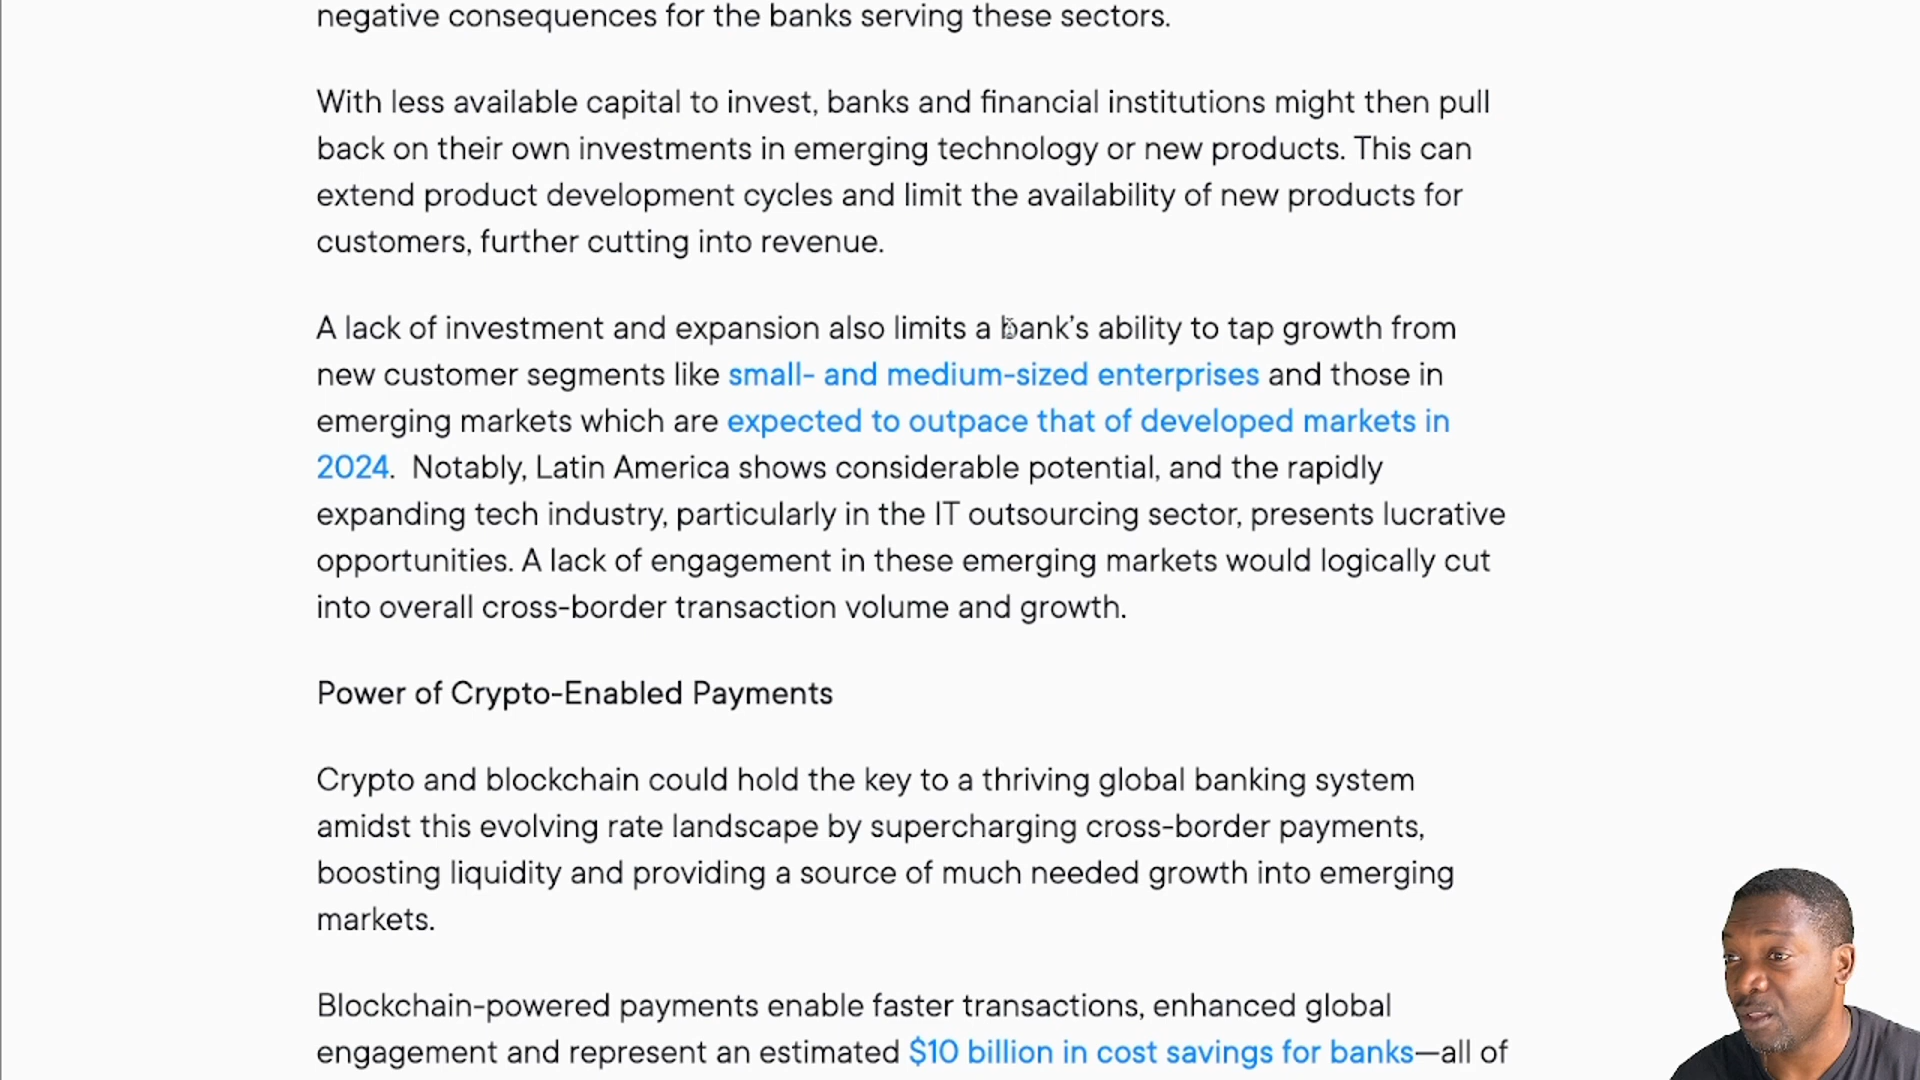 negative consequences for the banks serving these sectors.
With less available capital to invest, banks and financial institutions might then pull
back on their own investments in emerging technology or new products. This can
extend product development cycles and limit the availability of new products for
customers, further cutting into revenue.
A lack of investment and expansion also limits a bank’s ability to tap growth from
new customer segments like small- and medium-sized enterprises and those in
emerging markets which are expected to outpace that of developed markets in
2024.  Notably, Latin America shows considerable potential, and the rapidly
expanding tech industry, particularly in the IT outsourcing sector, presents lucrative
opportunities. A lack of engagement in these emerging markets would logically cut
into overall cross-border transaction volume and growth.
Power of Crypto-Enabled Payments
Crypto and blockchain could hold the key to a thriving global banking system
amidst this evolving rate landscape by supercharging cross-border payments,
boosting liquidity and providing a source of much needed growth into emerging
markets.
Blockchain-powered payments enable faster transactions, enhanced global
engagement and represent an estimated $10 billion in cost savings for banks—all of